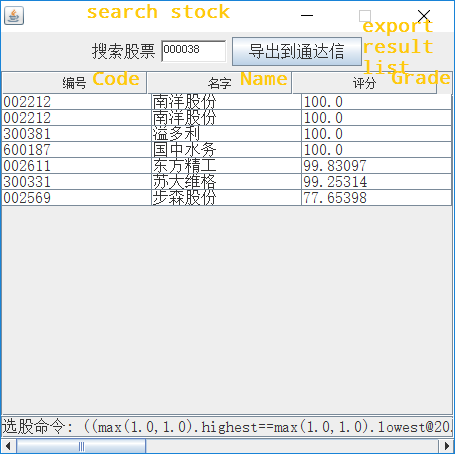 search stock
export
result
list
搜索股票 000038 导出到通达信
编号 Code 名字 Name 评分 Grade
002212 南洋股份 100.0
002212 南洋股份 100.0
300381 溢多利 100.0
600187 国中水务 100.0
002611 东方精工 99.83097
300331 苏大维格 99.25314
002569 步森股份 77.65398
选股命令: ((max(1.0,1.0).highest==max(1.0,1.0).lowest@20.